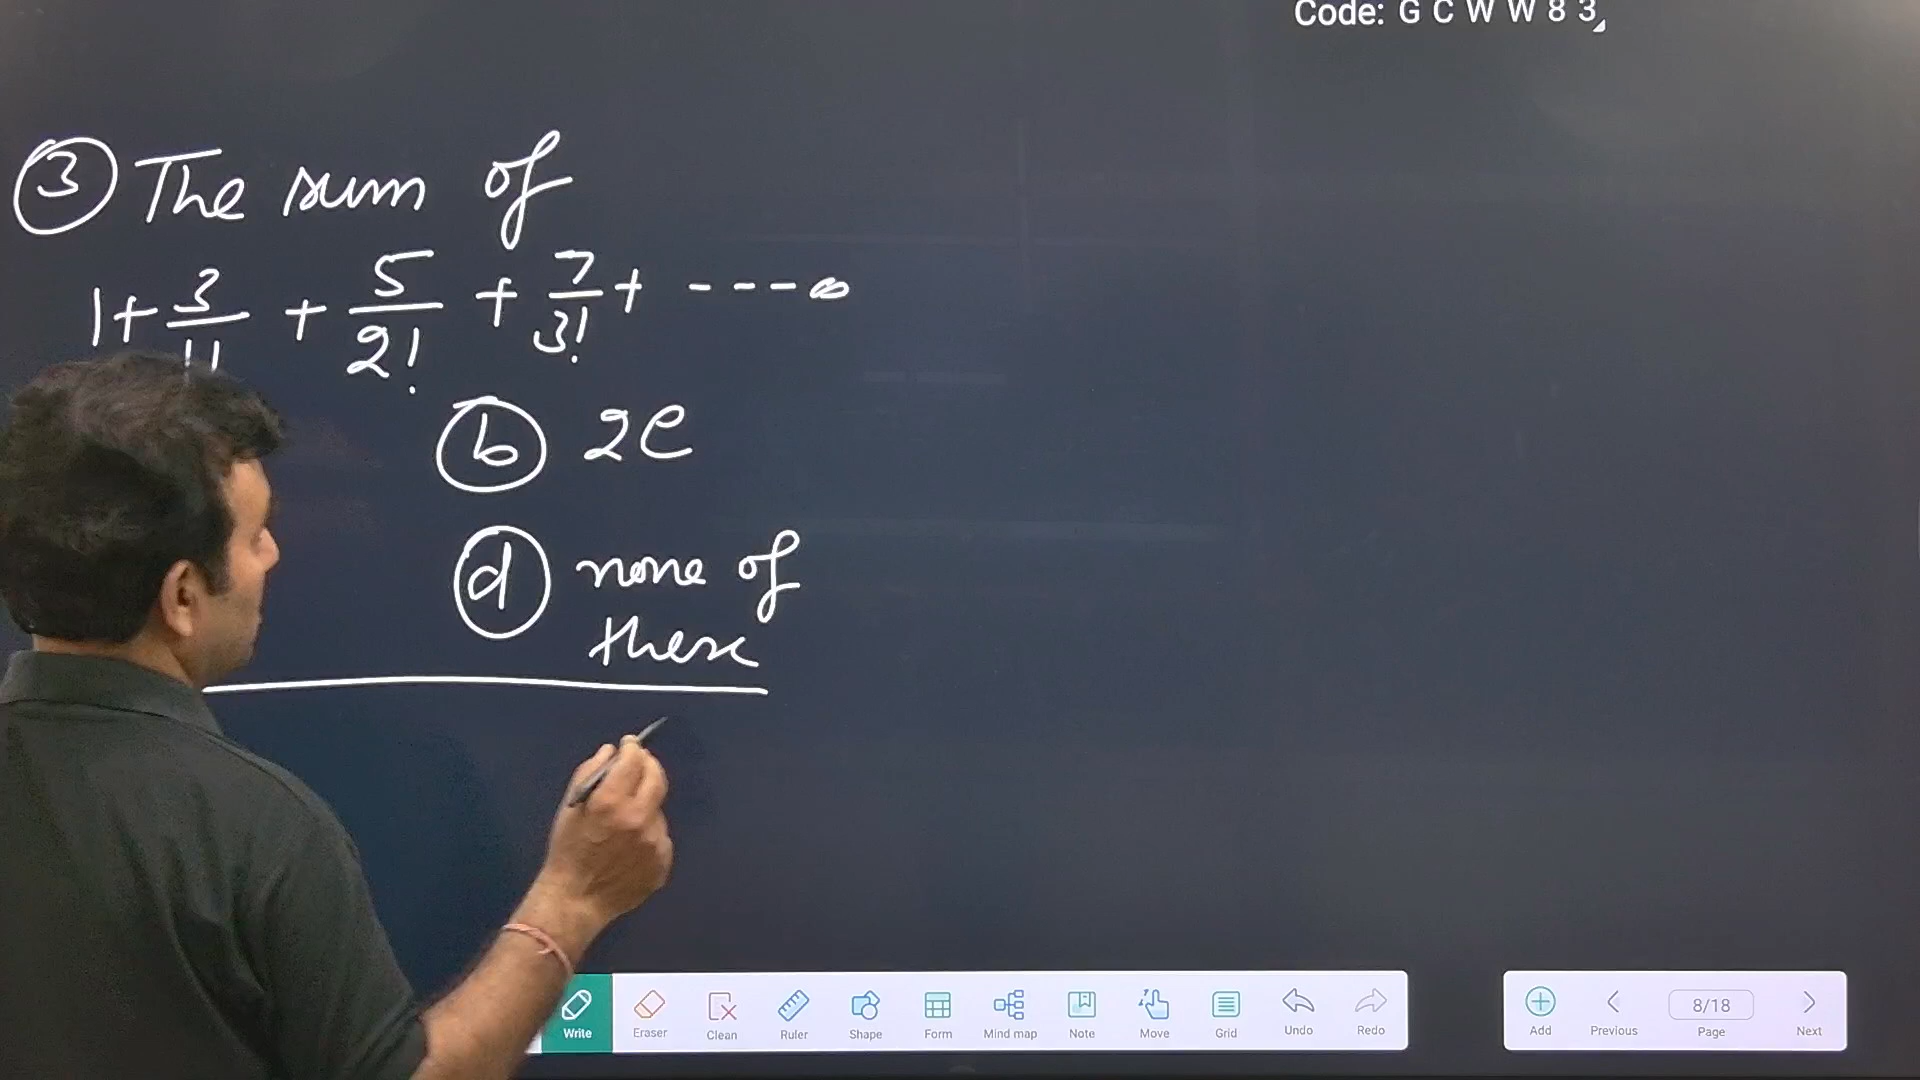 Code: G C W W 8 3
③ The sum of
1 + 3/1! + 5/2! + 7/3! + ---- ∞
ⓑ 2e
ⓓ none of
these
Write Eraser Clean Ruler Shape Form Mind map Note Move Grid Undo Redo
Add Previous 8/18 Page Next